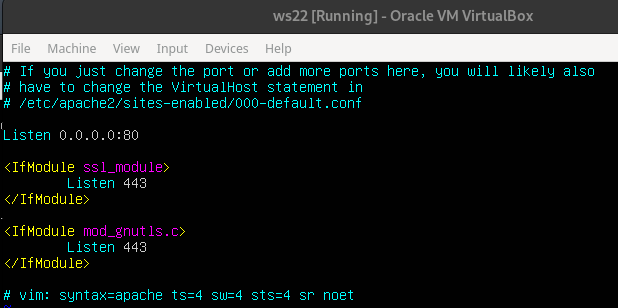 ws22 [Running] - Oracle VM VirtualBox
File Machine View Input Devices Help
# If you just change the port or add more ports here, you will likely also
# have to change the VirtualHost statement in
# /etc/apache2/sites-enabled/000-default.conf
Listen 0.0.0.0:80
<IfModule ssl_module>
Listen 443
</IfModule>
<IfModule mod_gnutls.c>
Listen 443
</IfModule>
# vim: syntax=apache ts=4 sw=4 sts=4 sr noet